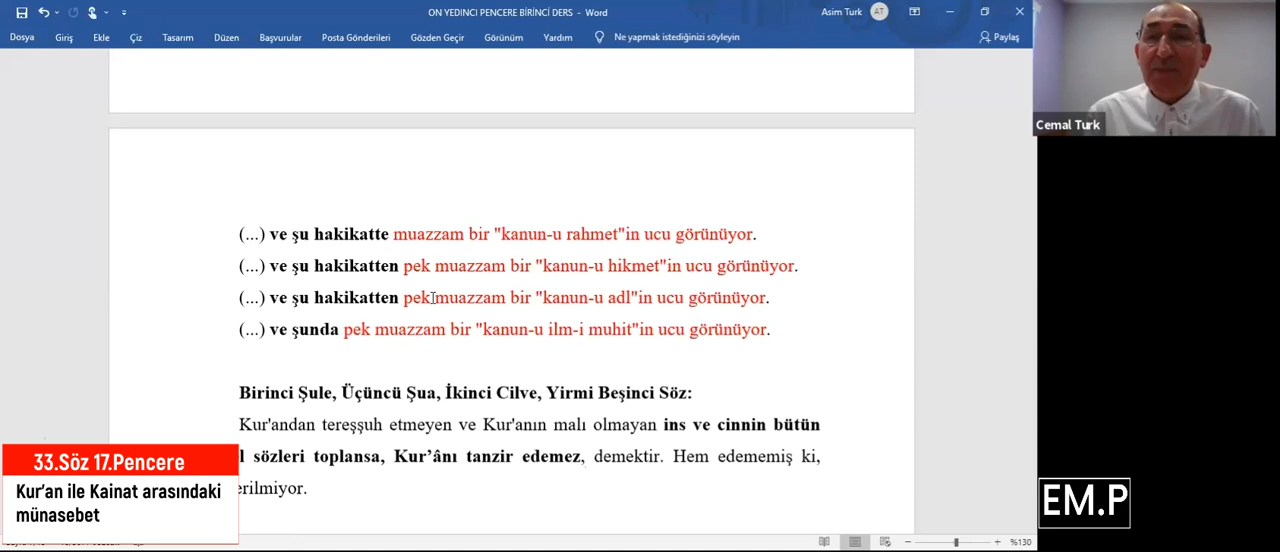 ON YEDINCI PENCERE BİRİNCİ DERS - Word
Asim Turk AT
Dosya Giriş Ekle Çiz Tasarım Düzen Başvurular Posta Gönderileri Gözden Geçir Görünüm Yardım Ne yapmak istediğinizi söyleyin Paylaş
Cemal Turk
(...) ve şu hakikatte muazzam bir "kanun-u rahmet"in ucu görünüyor.
(...) ve şu hakikatten pek muazzam bir "kanun-u hikmet"in ucu görünüyor.
(...) ve şu hakikatten pek muazzam bir "kanun-u adl"in ucu görünüyor.
(...) ve şunda pek muazzam bir "kanun-u ilm-i muhit"in ucu görünüyor.
Birinci Şule, Üçüncü Şua, İkinci Cilve, Yirmi Beşinci Söz:
Kur'andan tereşşuh etmeyen ve Kur'anın malı olmayan ins ve cinnin bütün
l sözleri toplansa, Kur'ânı tanzir edemez, demektir. Hem edememiş ki,
erilmiyor.
33.Söz 17.Pencere
Kur'an ile Kainat arasındaki
münasebet
EM.P
%130